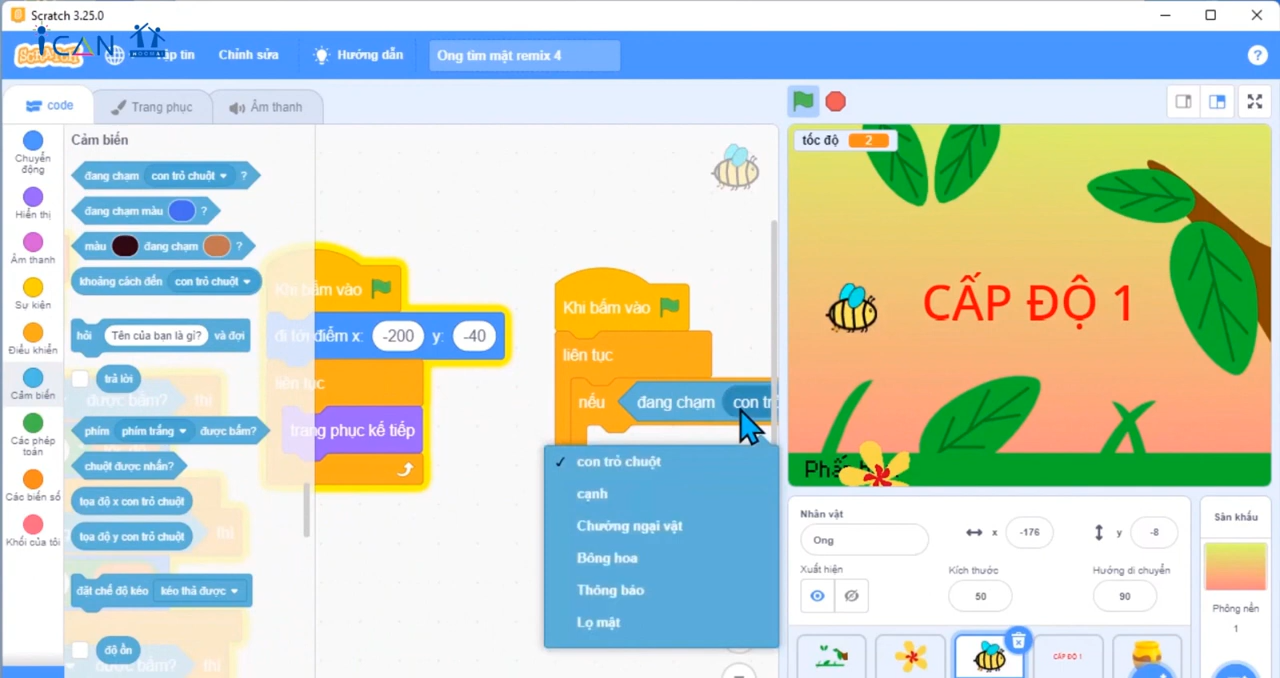 Scratch 3.25.0
iCAN
Tập tin
Chỉnh sửa
Hướng dẫn
Ong tìm mật remix 4
?
code
Trang phục
Âm thanh
tốc độ 2
Cảm biến
Chuyển động
Hiển thị
Âm thanh
Sự kiện
Điều khiển
Cảm biến
Các phép toán
Các biến số
Khối của tôi
đang chạm con trỏ chuột ?
đang chạm màu ?
màu đang chạm ?
khoảng cách đến con trỏ chuột
hỏi Tên của bạn là gì? và đợi
trả lời
phím phím trắng được bấm?
chuột được nhấn?
tọa độ x con trỏ chuột
tọa độ y con trỏ chuột
đặt chế độ kéo kéo thả được
độ ồn
Khi bấm vào
đi tới điểm x: -200 y: -40
liên tục
trang phục kế tiếp
Khi bấm vào
liên tục
nếu đang chạm con trỏ
✓ con trỏ chuột
cạnh
Chướng ngại vật
Bông hoa
Thông báo
Lọ mật
CẤP ĐỘ 1
Nhân vật
Ong
x -176
y -8
Xuất hiện
Kích thước
50
Hướng di chuyển
90
CẤP ĐỘ 1
Sân khấu
Phông nền
1